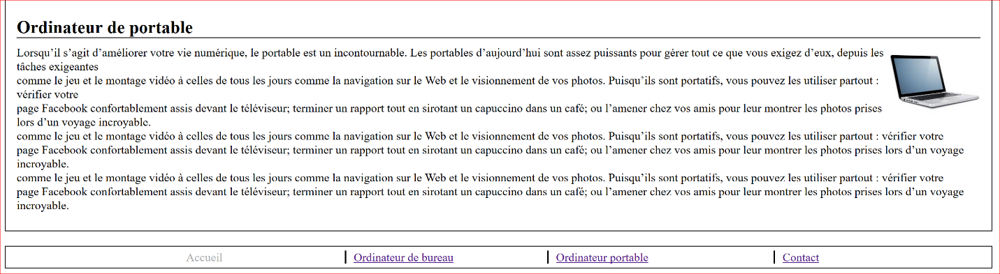 Ordinateur de portable
Lorsqu’il s’agit d’améliorer votre vie numérique, le portable est un incontournable. Les portables d’aujourd’hui sont assez puissants pour gérer tout ce que vous exigez d’eux, depuis les
tâches exigeantes
comme le jeu et le montage vidéo à celles de tous les jours comme la navigation sur le Web et le visionnement de vos photos. Puisqu’ils sont portatifs, vous pouvez les utiliser partout :
vérifier votre
page Facebook confortablement assis devant le téléviseur; terminer un rapport tout en sirotant un capuccino dans un café; ou l’amener chez vos amis pour leur montrer les photos prises
lors d’un voyage incroyable.
comme le jeu et le montage vidéo à celles de tous les jours comme la navigation sur le Web et le visionnement de vos photos. Puisqu’ils sont portatifs, vous pouvez les utiliser partout : vérifier votre
page Facebook confortablement assis devant le téléviseur; terminer un rapport tout en sirotant un capuccino dans un café; ou l’amener chez vos amis pour leur montrer les photos prises lors d’un voyage
incroyable.
comme le jeu et le montage vidéo à celles de tous les jours comme la navigation sur le Web et le visionnement de vos photos. Puisqu’ils sont portatifs, vous pouvez les utiliser partout : vérifier votre
page Facebook confortablement assis devant le téléviseur; terminer un rapport tout en sirotant un capuccino dans un café; ou l’amener chez vos amis pour leur montrer les photos prises lors d’un voyage
incroyable.
Accueil Ordinateur de bureau Ordinateur portable Contact